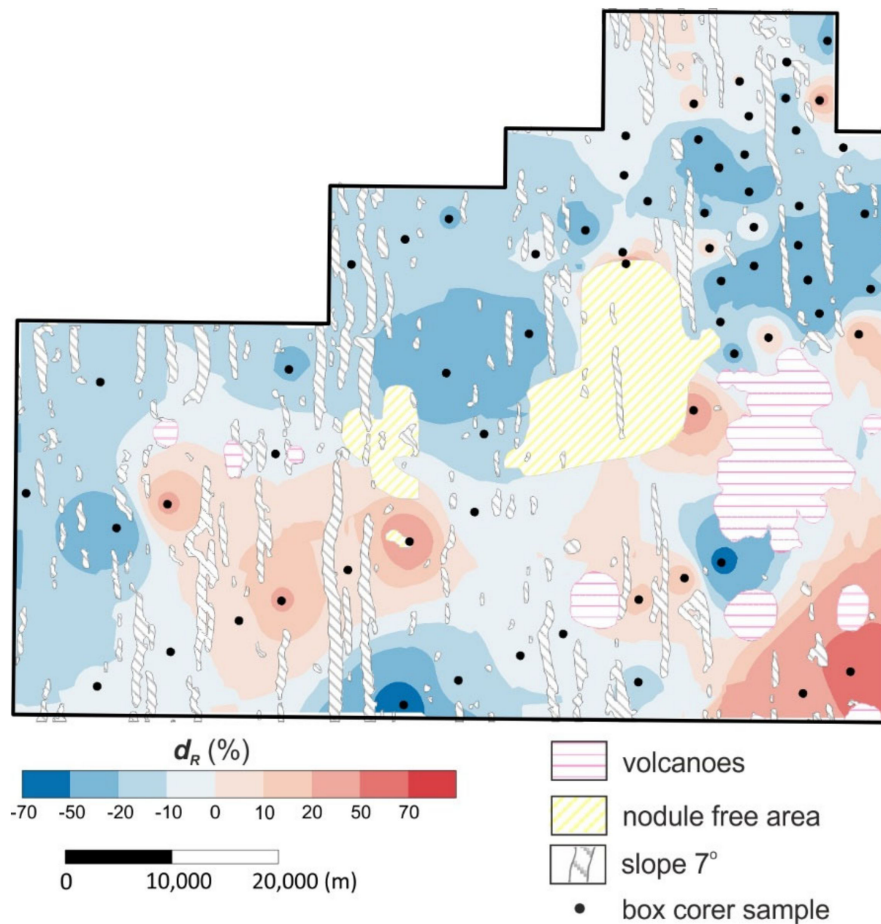 d_R (%)
-70 -50 -20 -10 0 10 20 50 70
0 10,000 20,000 (m)
volcanoes
nodule free area
slope 7°
box corer sample